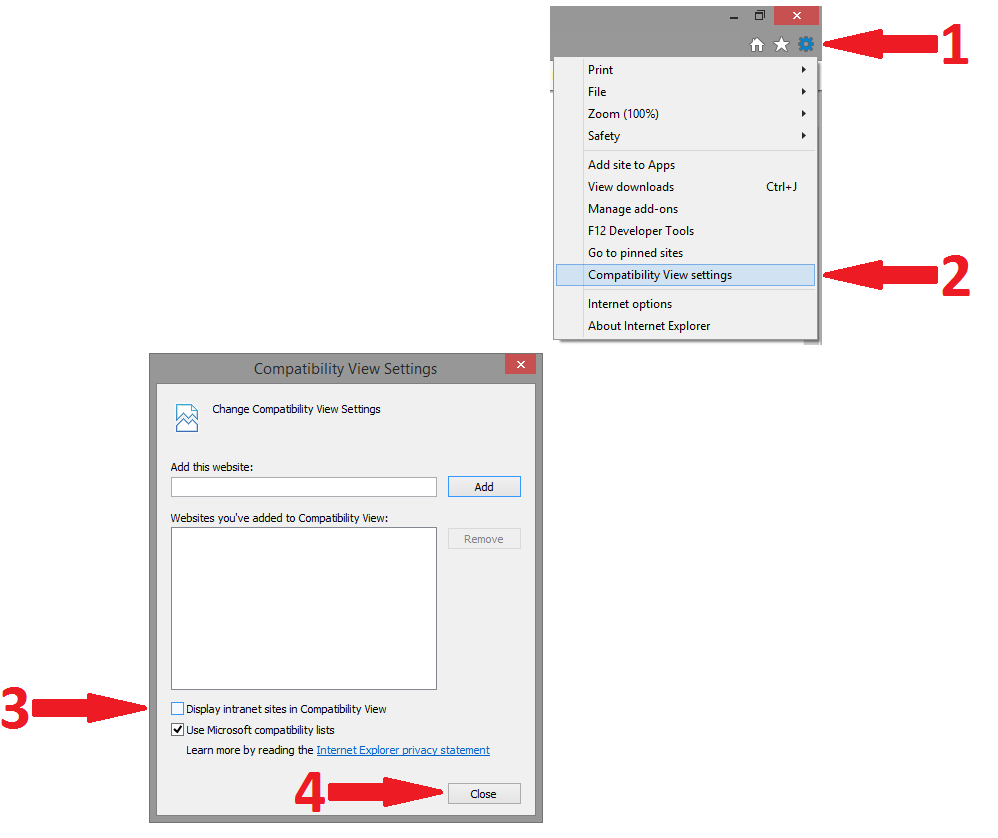 1
Print
File
Zoom (100%)
Safety
Add site to Apps
View downloads Ctrl+J
Manage add-ons
F12 Developer Tools
Go to pinned sites
Compatibility View settings
2
Internet options
About Internet Explorer
Compatibility View Settings
Change Compatibility View Settings
Add this website:
Add
Websites you've added to Compatibility View:
Remove
3
Display intranet sites in Compatibility View
Use Microsoft compatibility lists
Learn more by reading the Internet Explorer privacy statement
4
Close